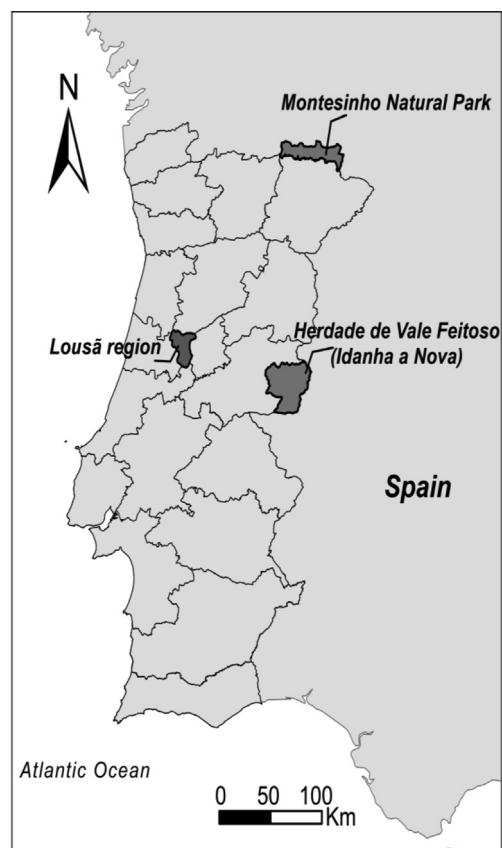 N
Montesinho Natural Park
Lousã region
Herdade de Vale Feitoso
(Idanha a Nova)
Spain
Atlantic Ocean
0 50 100
Km